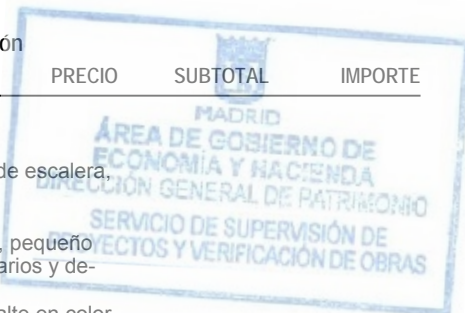 ón
PRECIO SUBTOTAL IMPORTE
MADRID
ÁREA DE GOBIERNO DE
ECONOMÍA Y HACIENDA
de escalera,
DIRECCIÓN GENERAL DE PATRIMONIO
SERVICIO DE SUPERVISIÓN DE
, pequeño
PROYECTOS Y VERIFICACIÓN DE OBRAS
arios y de-
alto en color